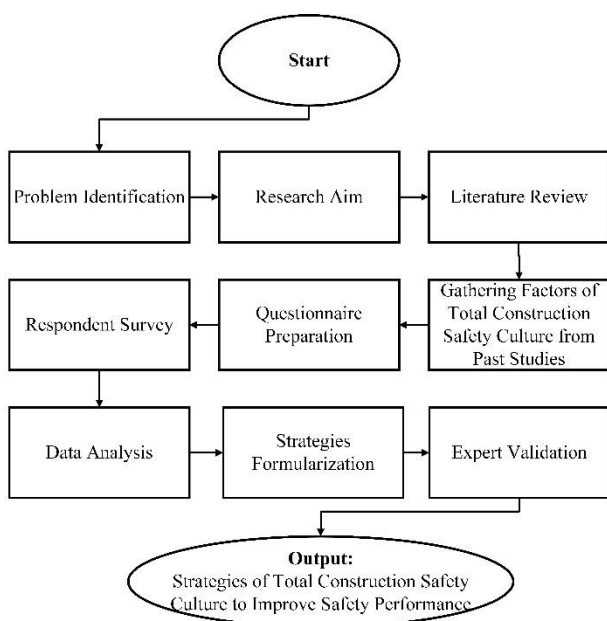 Start
Problem Identification
Research Aim
Literature Review
Gathering Factors of
Total Construction
Safety Culture from
Past Studies
Questionnaire
Preparation
Respondent Survey
Data Analysis
Strategies
Formularization
Expert Validation
Output:
Strategies of Total Construction Safety
Culture to Improve Safety Performance